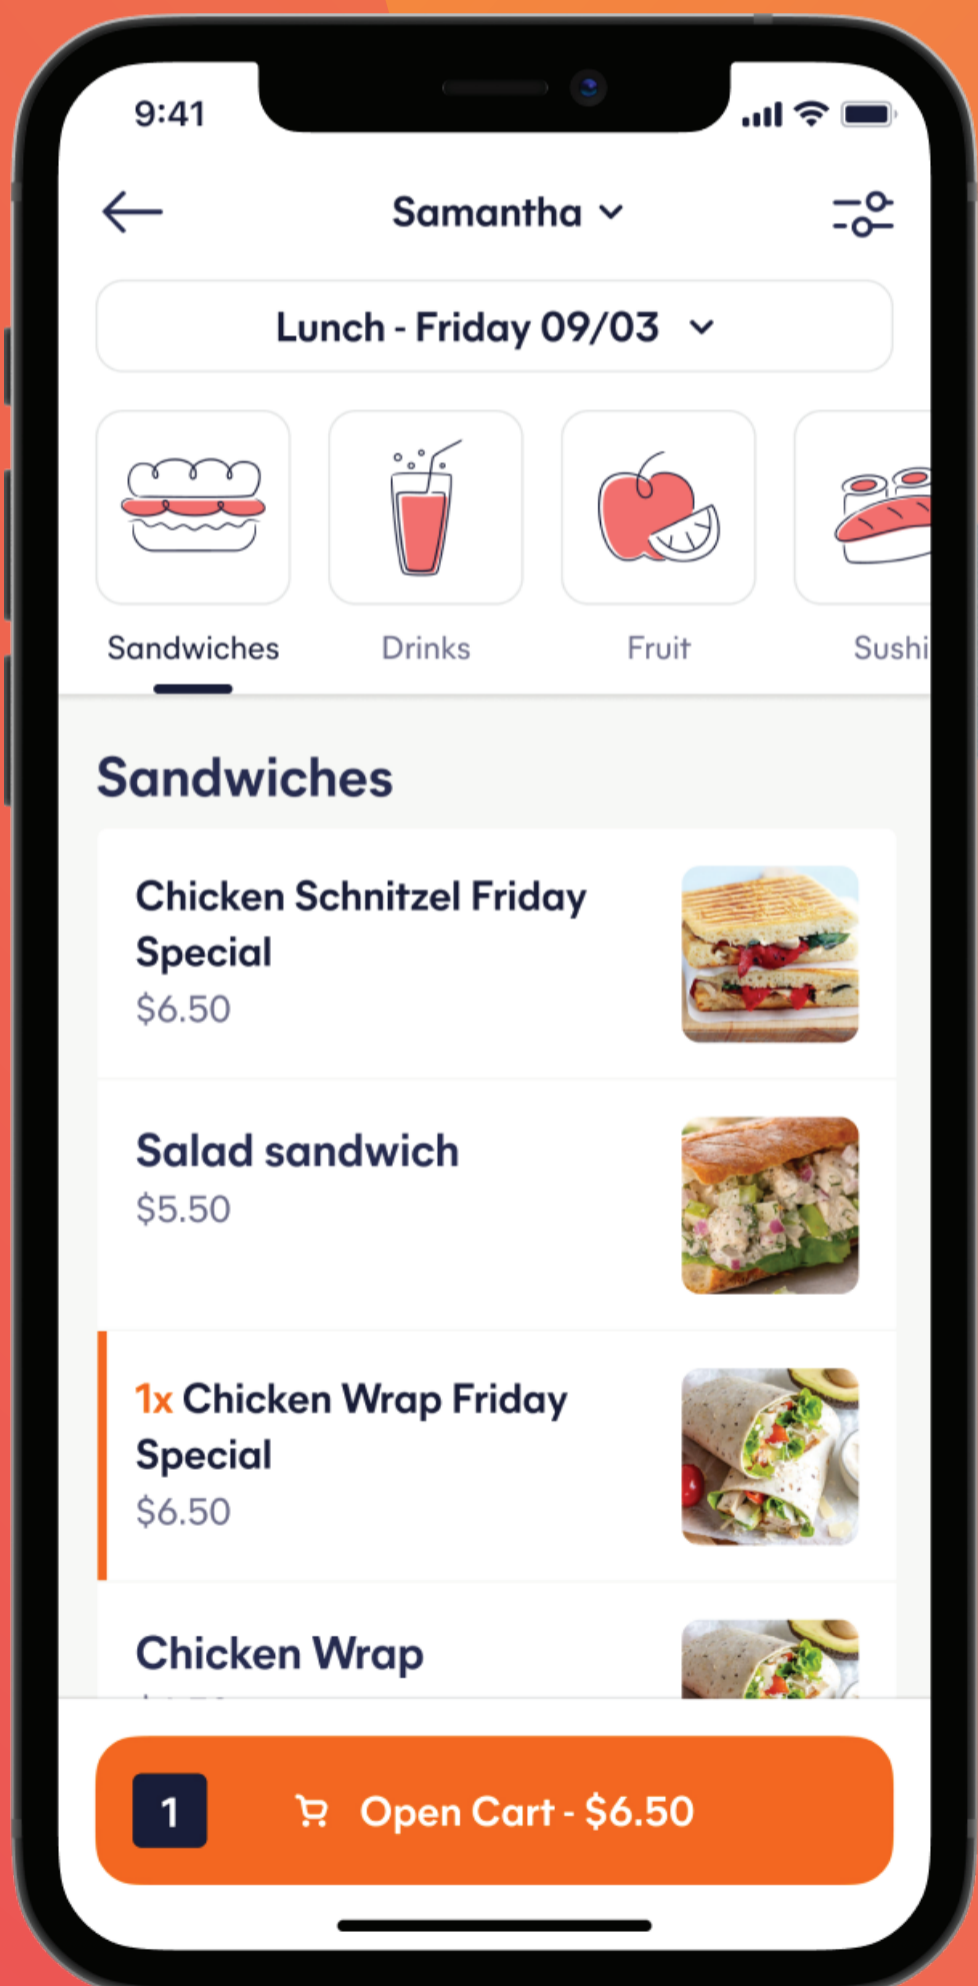 9:41
Samantha
Lunch - Friday 09/03
Sandwiches
Drinks
Fruit
Sushi
Sandwiches
Chicken Schnitzel Friday
Special
$6.50
Salad sandwich
$5.50
1x Chicken Wrap Friday
Special
$6.50
Chicken Wrap
1
Open Cart - $6.50